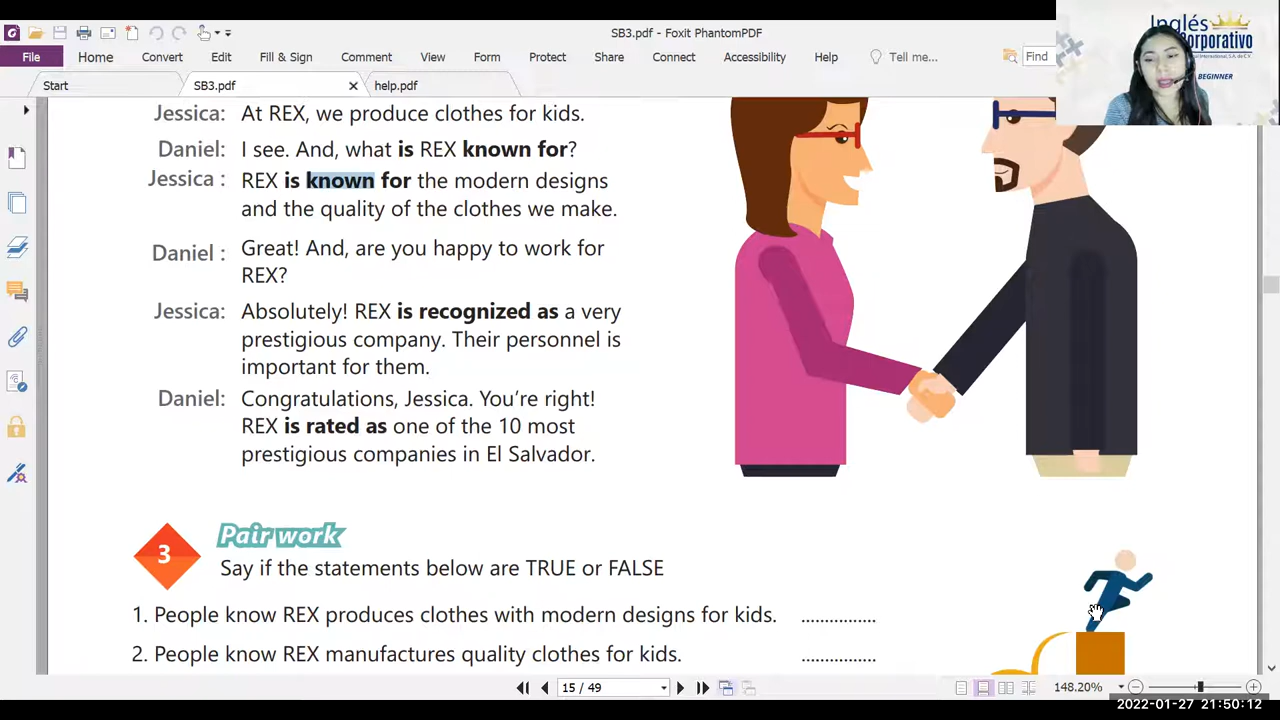 SB3.pdf - Foxit PhantomPDF
File Home Convert Edit Fill & Sign Comment View Form Protect Share Connect Accessibility Help Tell me... Find
Inglés
Corporativo
BEGINNER
Start SB3.pdf help.pdf
Jessica: At REX, we produce clothes for kids.
Daniel: I see. And, what is REX known for?
Jessica : REX is known for the modern designs
and the quality of the clothes we make.
Daniel : Great! And, are you happy to work for
REX?
Jessica: Absolutely! REX is recognized as a very
prestigious company. Their personnel is
important for them.
Daniel: Congratulations, Jessica. You're right!
REX is rated as one of the 10 most
prestigious companies in El Salvador.
3 Pair work
Say if the statements below are TRUE or FALSE
1. People know REX produces clothes with modern designs for kids. ...............
2. People know REX manufactures quality clothes for kids. ...............
15 / 49
148.20%
2022-01-27 21:50:12